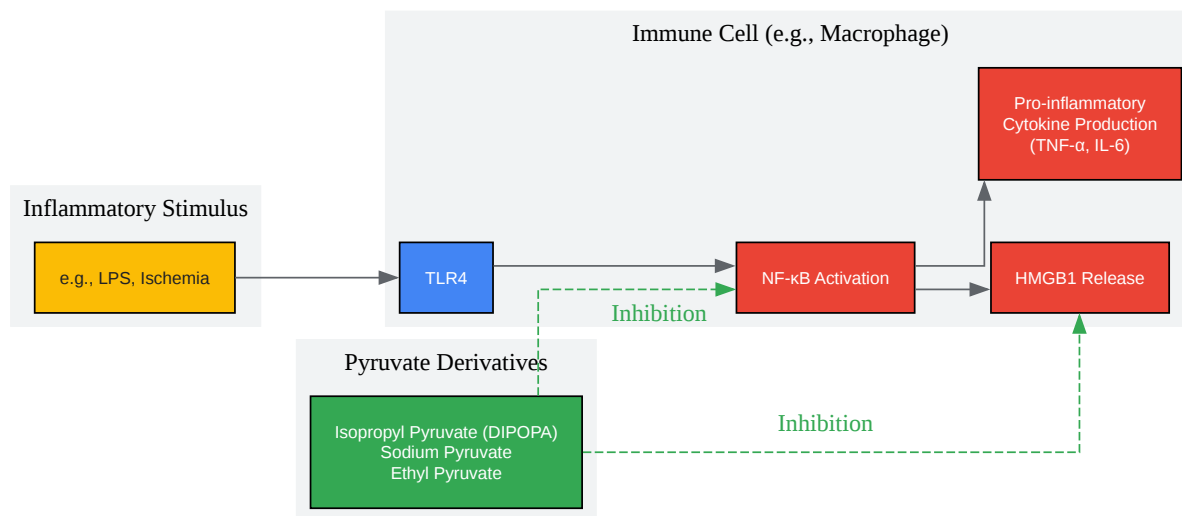 Immune Cell (e.g., Macrophage)
Pro-inflammatory
Cytokine Production
(TNF-α, IL-6)
Inflammatory Stimulus
e.g., LPS, Ischemia
TLR4
NF-κB Activation
HMGB1 Release
Inhibition
Pyruvate Derivatives
Isopropyl Pyruvate (DIPOPA)
Sodium Pyruvate
Ethyl Pyruvate
Inhibition